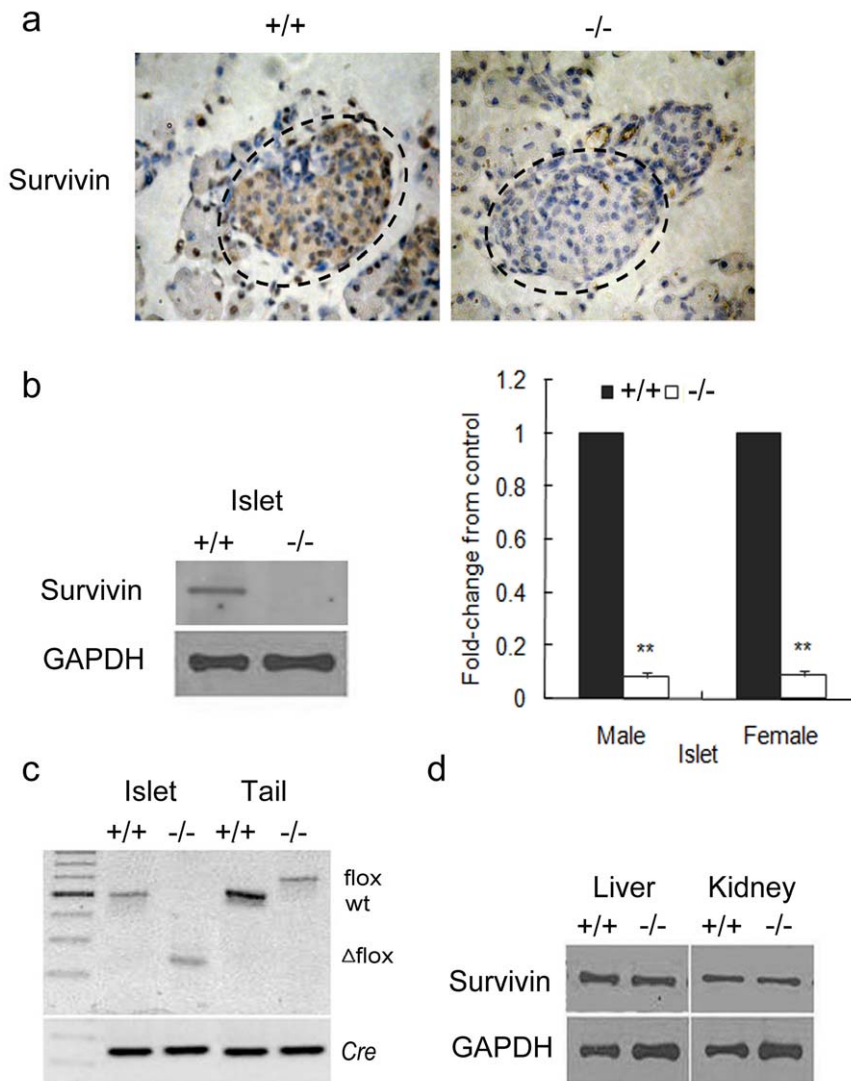 a
+/+ -/-
Survivin
b
Islet
+/+ -/-
Survivin
GAPDH
+/+ -/-
Fold-change from control
1.2
1
0.8
0.6
0.4
0.2
0
** **
Male Female
Islet
c
Islet Tail
+/+ -/- +/+ -/-
flox
wt
Δflox
Cre
d
Liver Kidney
+/+ -/- +/+ -/-
Survivin
GAPDH